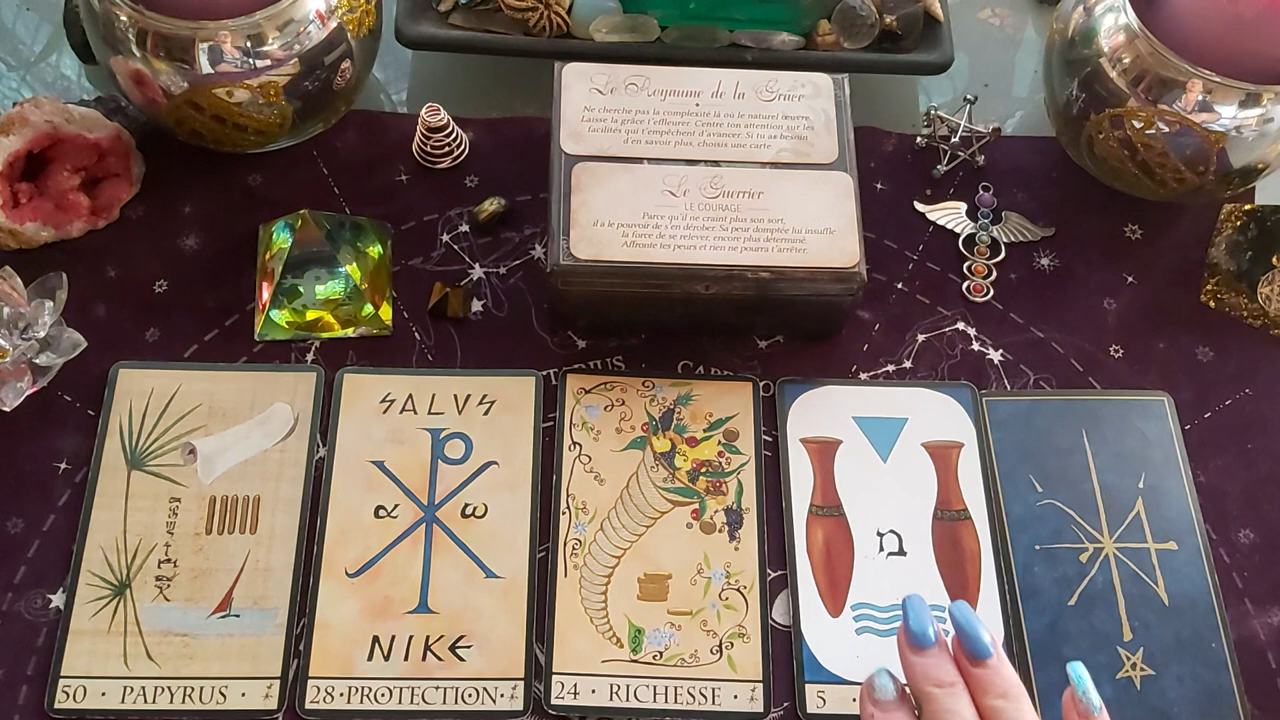 Le Royaume de la Grâce
Ne cherche pas la complexité là où le naturel œuvre.
Laisse la grâce t'effleurer. Centre ton attention sur les
facilités qui t'empêchent d'avancer. Si tu as besoin
d'en savoir plus, choisis une carte.
Le Guerrier
LE COURAGE
Parce qu'il ne craint plus son sort,
il a le pouvoir de s'en dérober. Sa peur domptée lui insuffle
la force de se relever, encore plus déterminé.
Affronte tes peurs et rien ne pourra t'arrêter.
50 · PAPYRUS ·
SALVS
α ω
NIKE
28 · PROTECTION ·
24 · RICHESSE ·
מ
5 ·